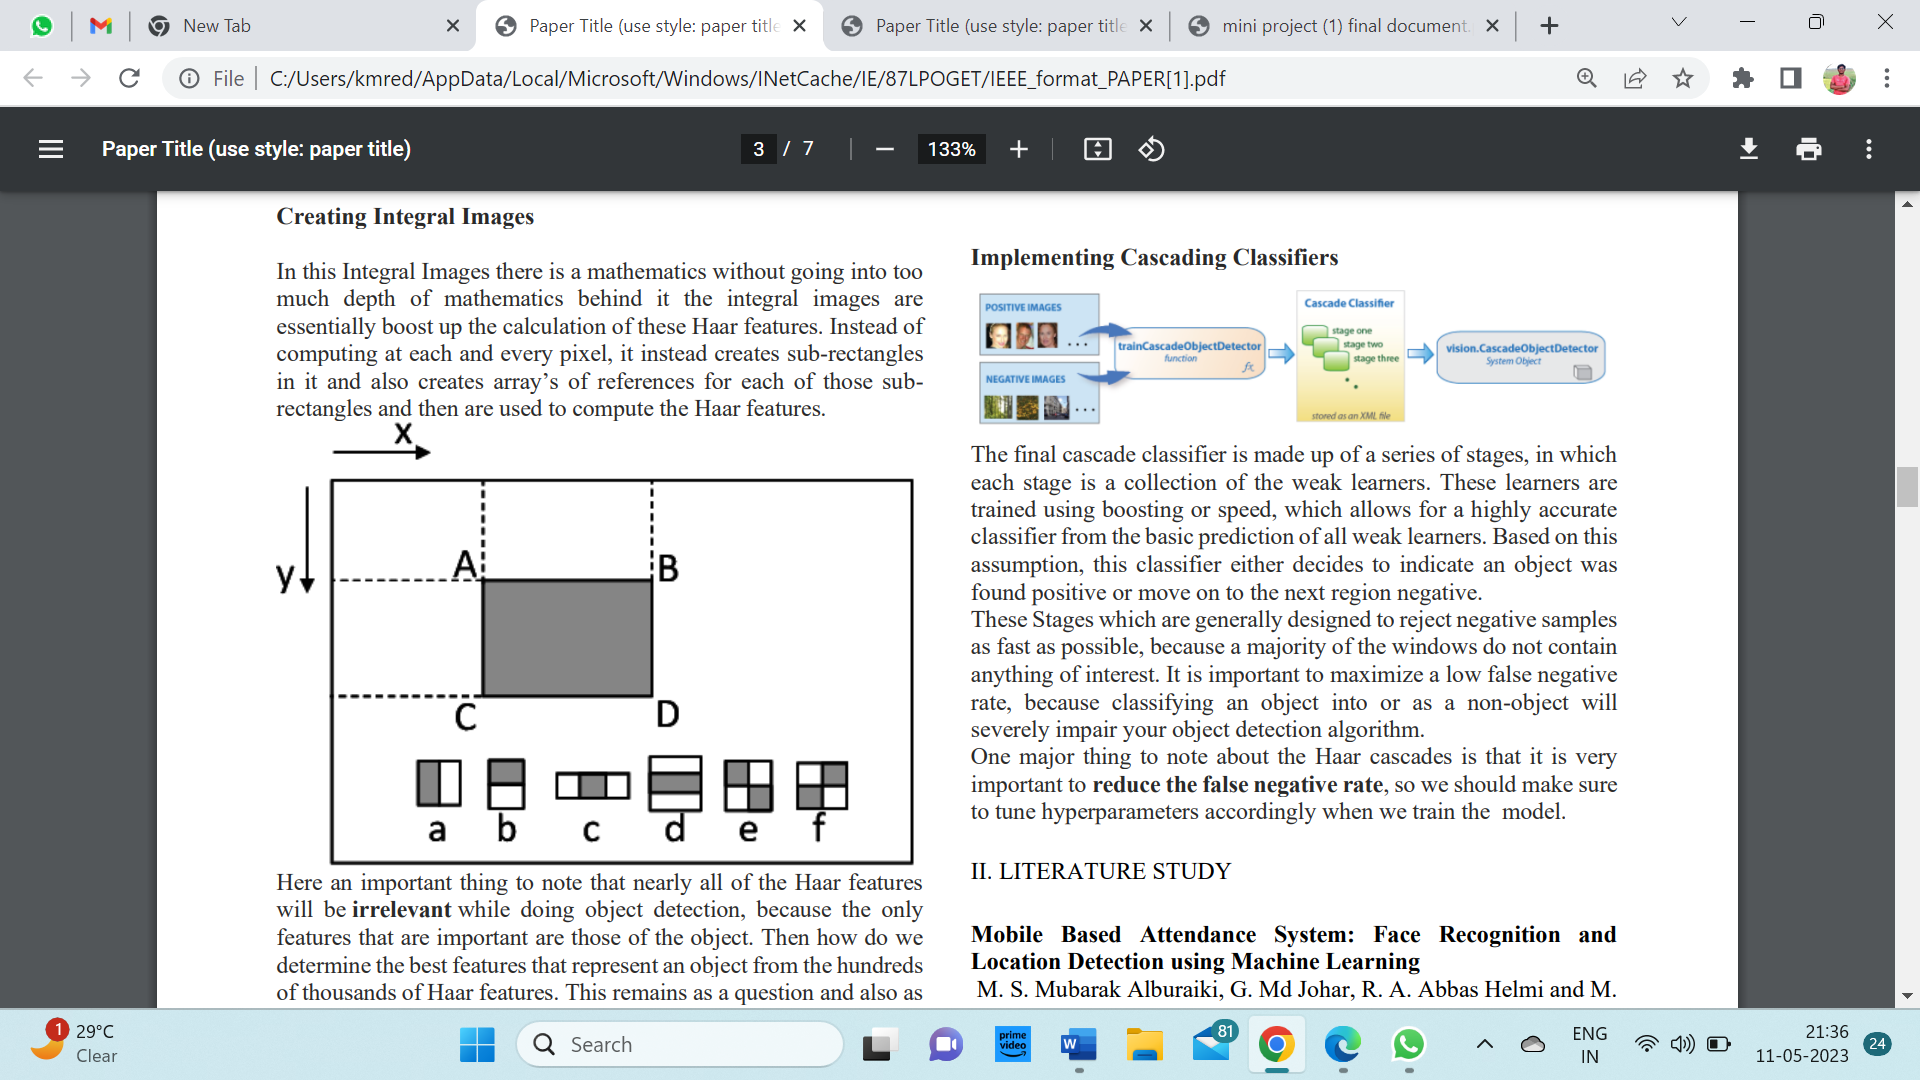 New Tab
Paper Title (use style: paper title
Paper Title (use style: paper title
mini project (1) final document.
File
C:/Users/kmred/AppData/Local/Microsoft/Windows/INetCache/IE/87LPOGET/IEEE_format_PAPER[1].pdf
Paper Title (use style: paper title)
3 / 7
133%
Creating Integral Images
In this Integral Images there is a mathematics without going into too
much depth of mathematics behind it the integral images are
essentially boost up the calculation of these Haar features. Instead of
computing at each and every pixel, it instead creates sub-rectangles
in it and also creates array's of references for each of those sub-
rectangles and then are used to compute the Haar features.
x
y
A
B
C
D
a b c d e f
Here an important thing to note that nearly all of the Haar features
will be irrelevant while doing object detection, because the only
features that are important are those of the object. Then how do we
determine the best features that represent an object from the hundreds
of thousands of Haar features. This remains as a question and also as
Implementing Cascading Classifiers
POSITIVE IMAGES
...
NEGATIVE IMAGES
...
trainCascadeObjectDetector
function
fx
Cascade Classifier
stage one
stage two
stage three
stored as an XML file
vision.CascadeObjectDetector
System Object
The final cascade classifier is made up of a series of stages, in which
each stage is a collection of the weak learners. These learners are
trained using boosting or speed, which allows for a highly accurate
classifier from the basic prediction of all weak learners. Based on this
assumption, this classifier either decides to indicate an object was
found positive or move on to the next region negative.
These Stages which are generally designed to reject negative samples
as fast as possible, because a majority of the windows do not contain
anything of interest. It is important to maximize a low false negative
rate, because classifying an object into or as a non-object will
severely impair your object detection algorithm.
One major thing to note about the Haar cascades is that it is very
important to reduce the false negative rate, so we should make sure
to tune hyperparameters accordingly when we train the model.
II. LITERATURE STUDY
Mobile Based Attendance System: Face Recognition and
Location Detection using Machine Learning
M. S. Mubarak Alburaiki, G. Md Johar, R. A. Abbas Helmi and M.
1
29°C
Clear
Search
prime
video
W
81
ENG
IN
21:36
11-05-2023
24